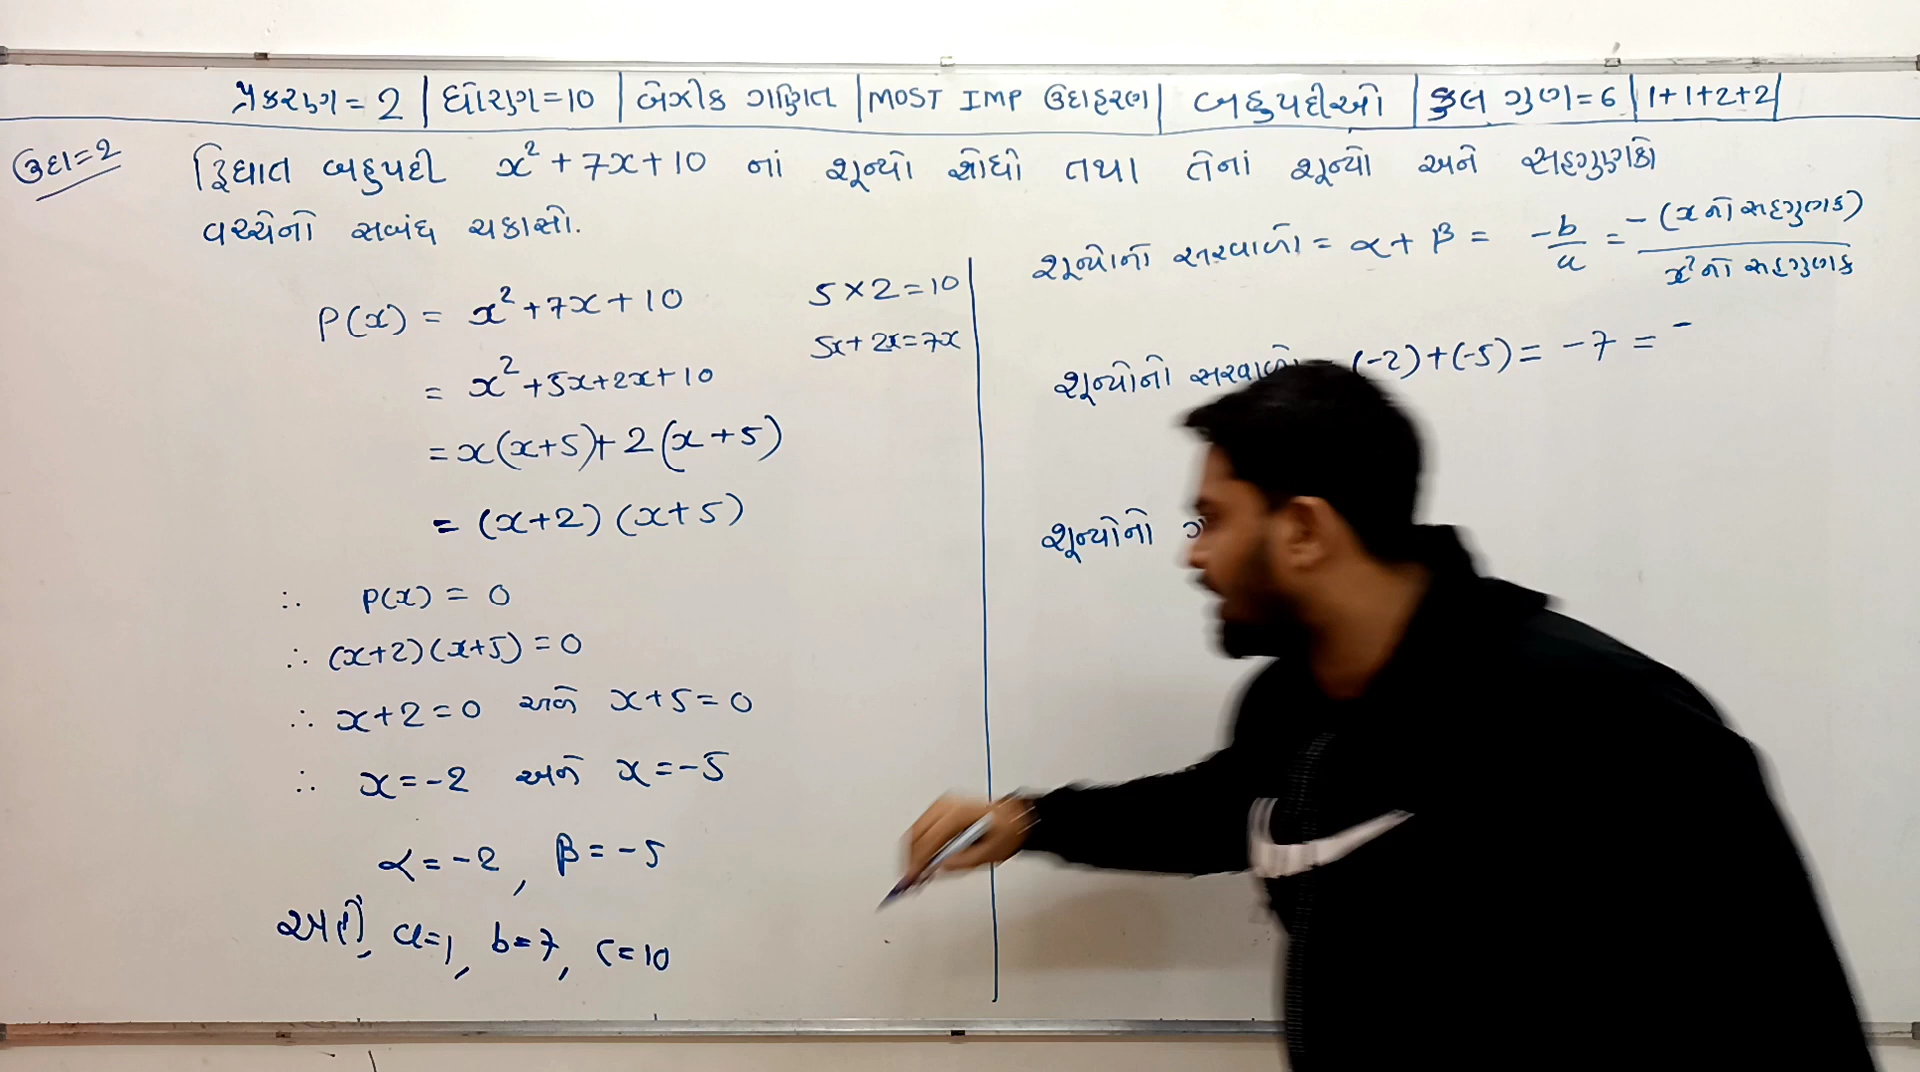 પ્રકરણ = 2 | ધોરણ = 10 | બેઝીક ગણિત | MOST IMP ઉદાહરણ | બહુપદીઓ | કુલ ગુણ = 6 | 1+1+2+2 |
ઉદા=2 દ્વિઘાત બહુપદી x² + 7x + 10 નાં શૂન્યો શોધો તથા તેનાં શૂન્યો અને સહગુણકો
વચ્ચેનો સબંધ ચકાસો.
P(x) = x² + 7x + 10
= x² + 5x + 2x + 10
= x(x+5) + 2(x+5)
= (x+2)(x+5)
∴ P(x) = 0
∴ (x+2)(x+5) = 0
∴ x+2=0 અને x+5=0
∴ x=-2 અને x=-5
α=-2, β=-5
અહીં, a=1, b=7, c=10
5×2=10
5x+2x=7x
શૂન્યોનો સરવાળો = α + β = -b/a = -(x નો સહગુણક)/x² નો સહગુણક
શૂન્યોનો સરવાળો (-2)+(-5) = -7 = -
શૂન્યોનો